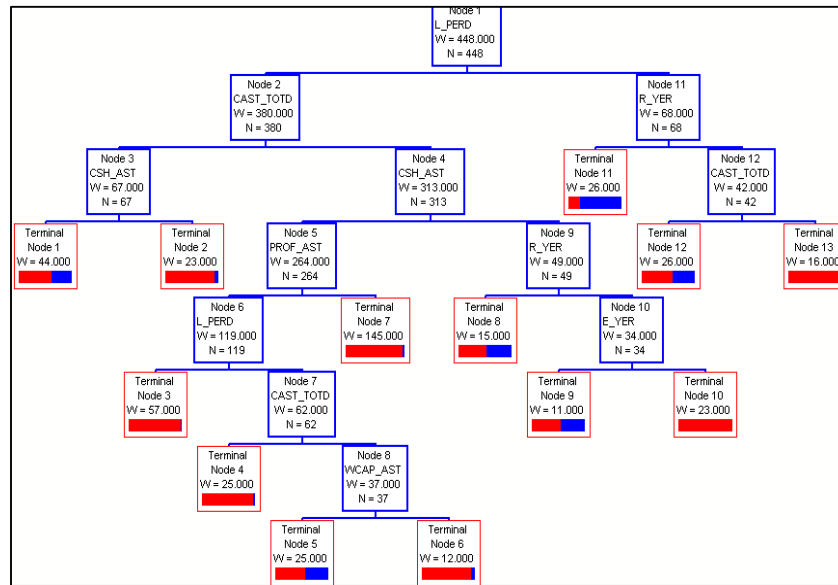 Node 1
L_PERD
W = 448.000
N = 448
Node 2
CAST_TOTD
W = 380.000
N = 380
Node 11
R_YER
W = 68.000
N = 68
Node 3
CSH_AST
W = 67.000
N = 67
Node 4
CSH_AST
W = 313.000
N = 313
Terminal
Node 11
W = 26.000
Node 12
CAST_TOTD
W = 42.000
N = 42
Terminal
Node 1
W = 44.000
Terminal
Node 2
W = 23.000
Node 5
PROF_AST
W = 264.000
N = 264
Node 9
R_YER
W = 49.000
N = 49
Terminal
Node 12
W = 26.000
Terminal
Node 13
W = 16.000
Node 6
L_PERD
W = 119.000
N = 119
Terminal
Node 7
W = 145.000
Terminal
Node 8
W = 15.000
Node 10
E_YER
W = 34.000
N = 34
Terminal
Node 3
W = 57.000
Node 7
CAST_TOTD
W = 62.000
N = 62
Terminal
Node 9
W = 11.000
Terminal
Node 10
W = 23.000
Terminal
Node 4
W = 25.000
Node 8
WCAP_AST
W = 37.000
N = 37
Terminal
Node 5
W = 25.000
Terminal
Node 6
W = 12.000